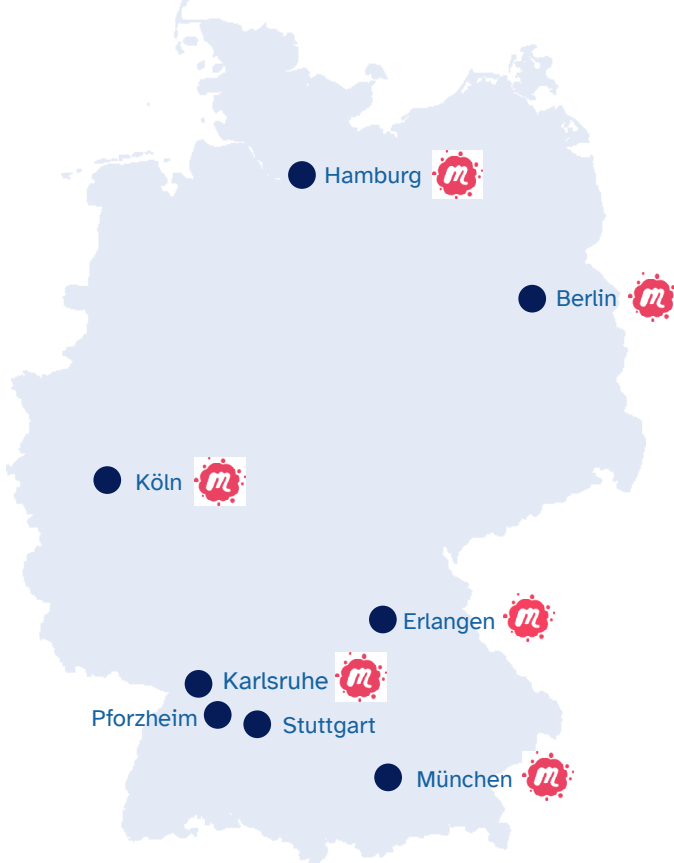 Hamburg
Berlin
Köln
Erlangen
Karlsruhe
Pforzheim
Stuttgart
München